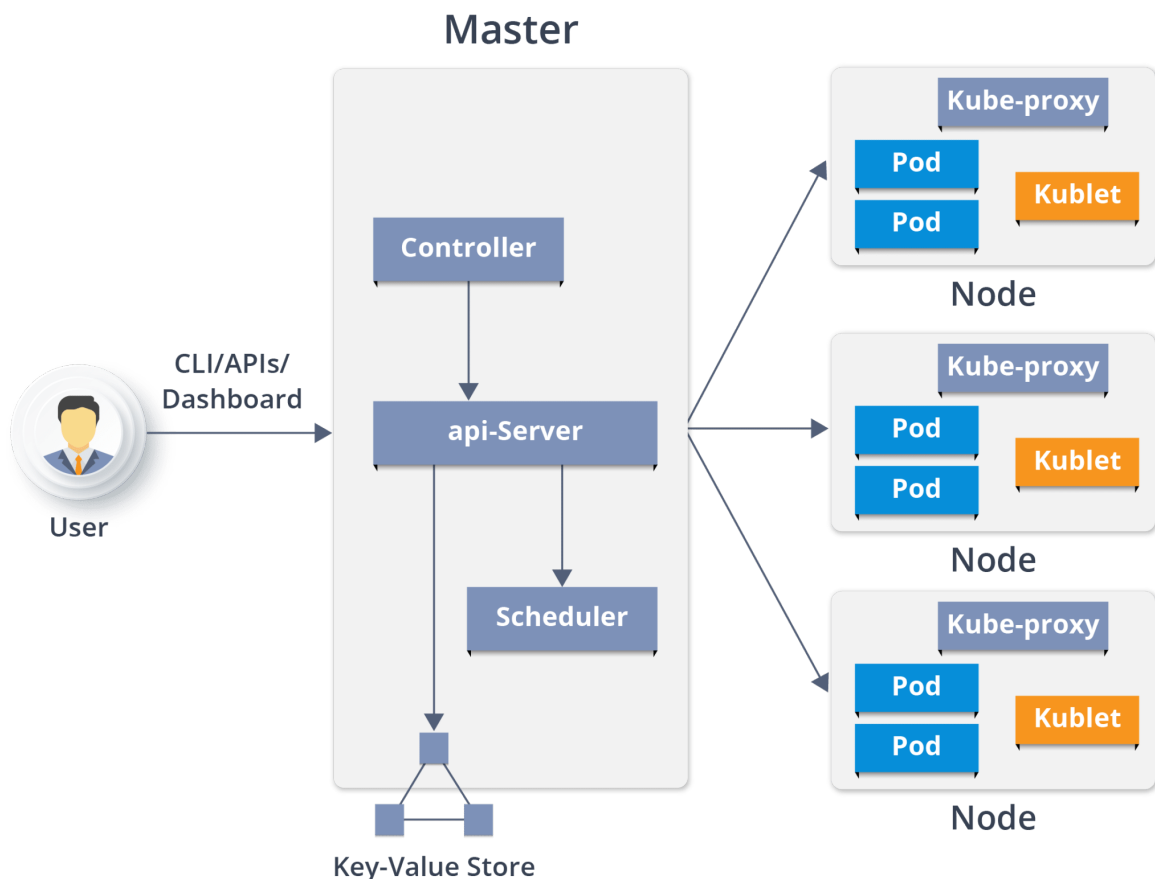 Master
Controller
api-Server
Scheduler
Key-Value Store
CLI/APIs/
Dashboard
User
Kube-proxy
Pod
Pod
Kublet
Node
Kube-proxy
Pod
Pod
Kublet
Node
Kube-proxy
Pod
Pod
Kublet
Node